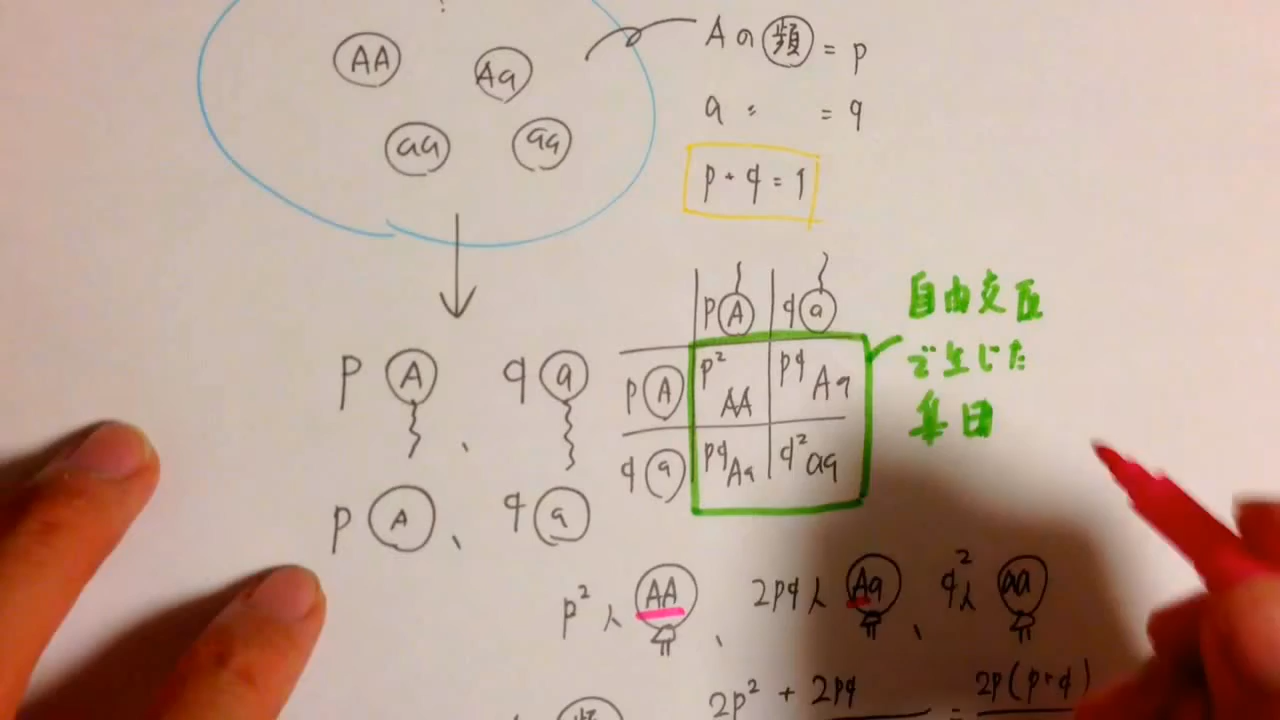 AA Aa
aa aa
Aの頻 = p
a 〃 = q
p + q = 1
pA qa
pA p² AA pq Aa
qa pqAa q² aa
自由交配
で生じた
集団
p A 、 q a
p A 、 q a
p²人 AA 、 2pq人 Aa 、 q²人 aa
頻 2p² + 2pq = 2p(p+q)